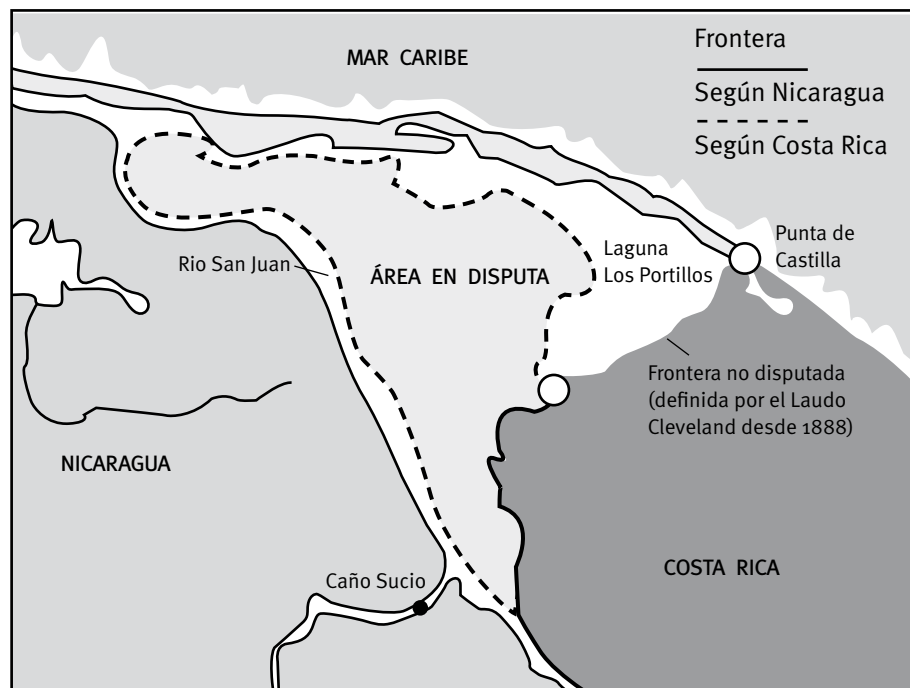 MAR CARIBE
Frontera
Según Nicaragua
Según Costa Rica
Punta de
Castilla
Laguna
Los Portillos
Rio San Juan
ÁREA EN DISPUTA
Frontera no disputada
(definida por el Laudo
Cleveland desde 1888)
NICARAGUA
COSTA RICA
Caño Sucio